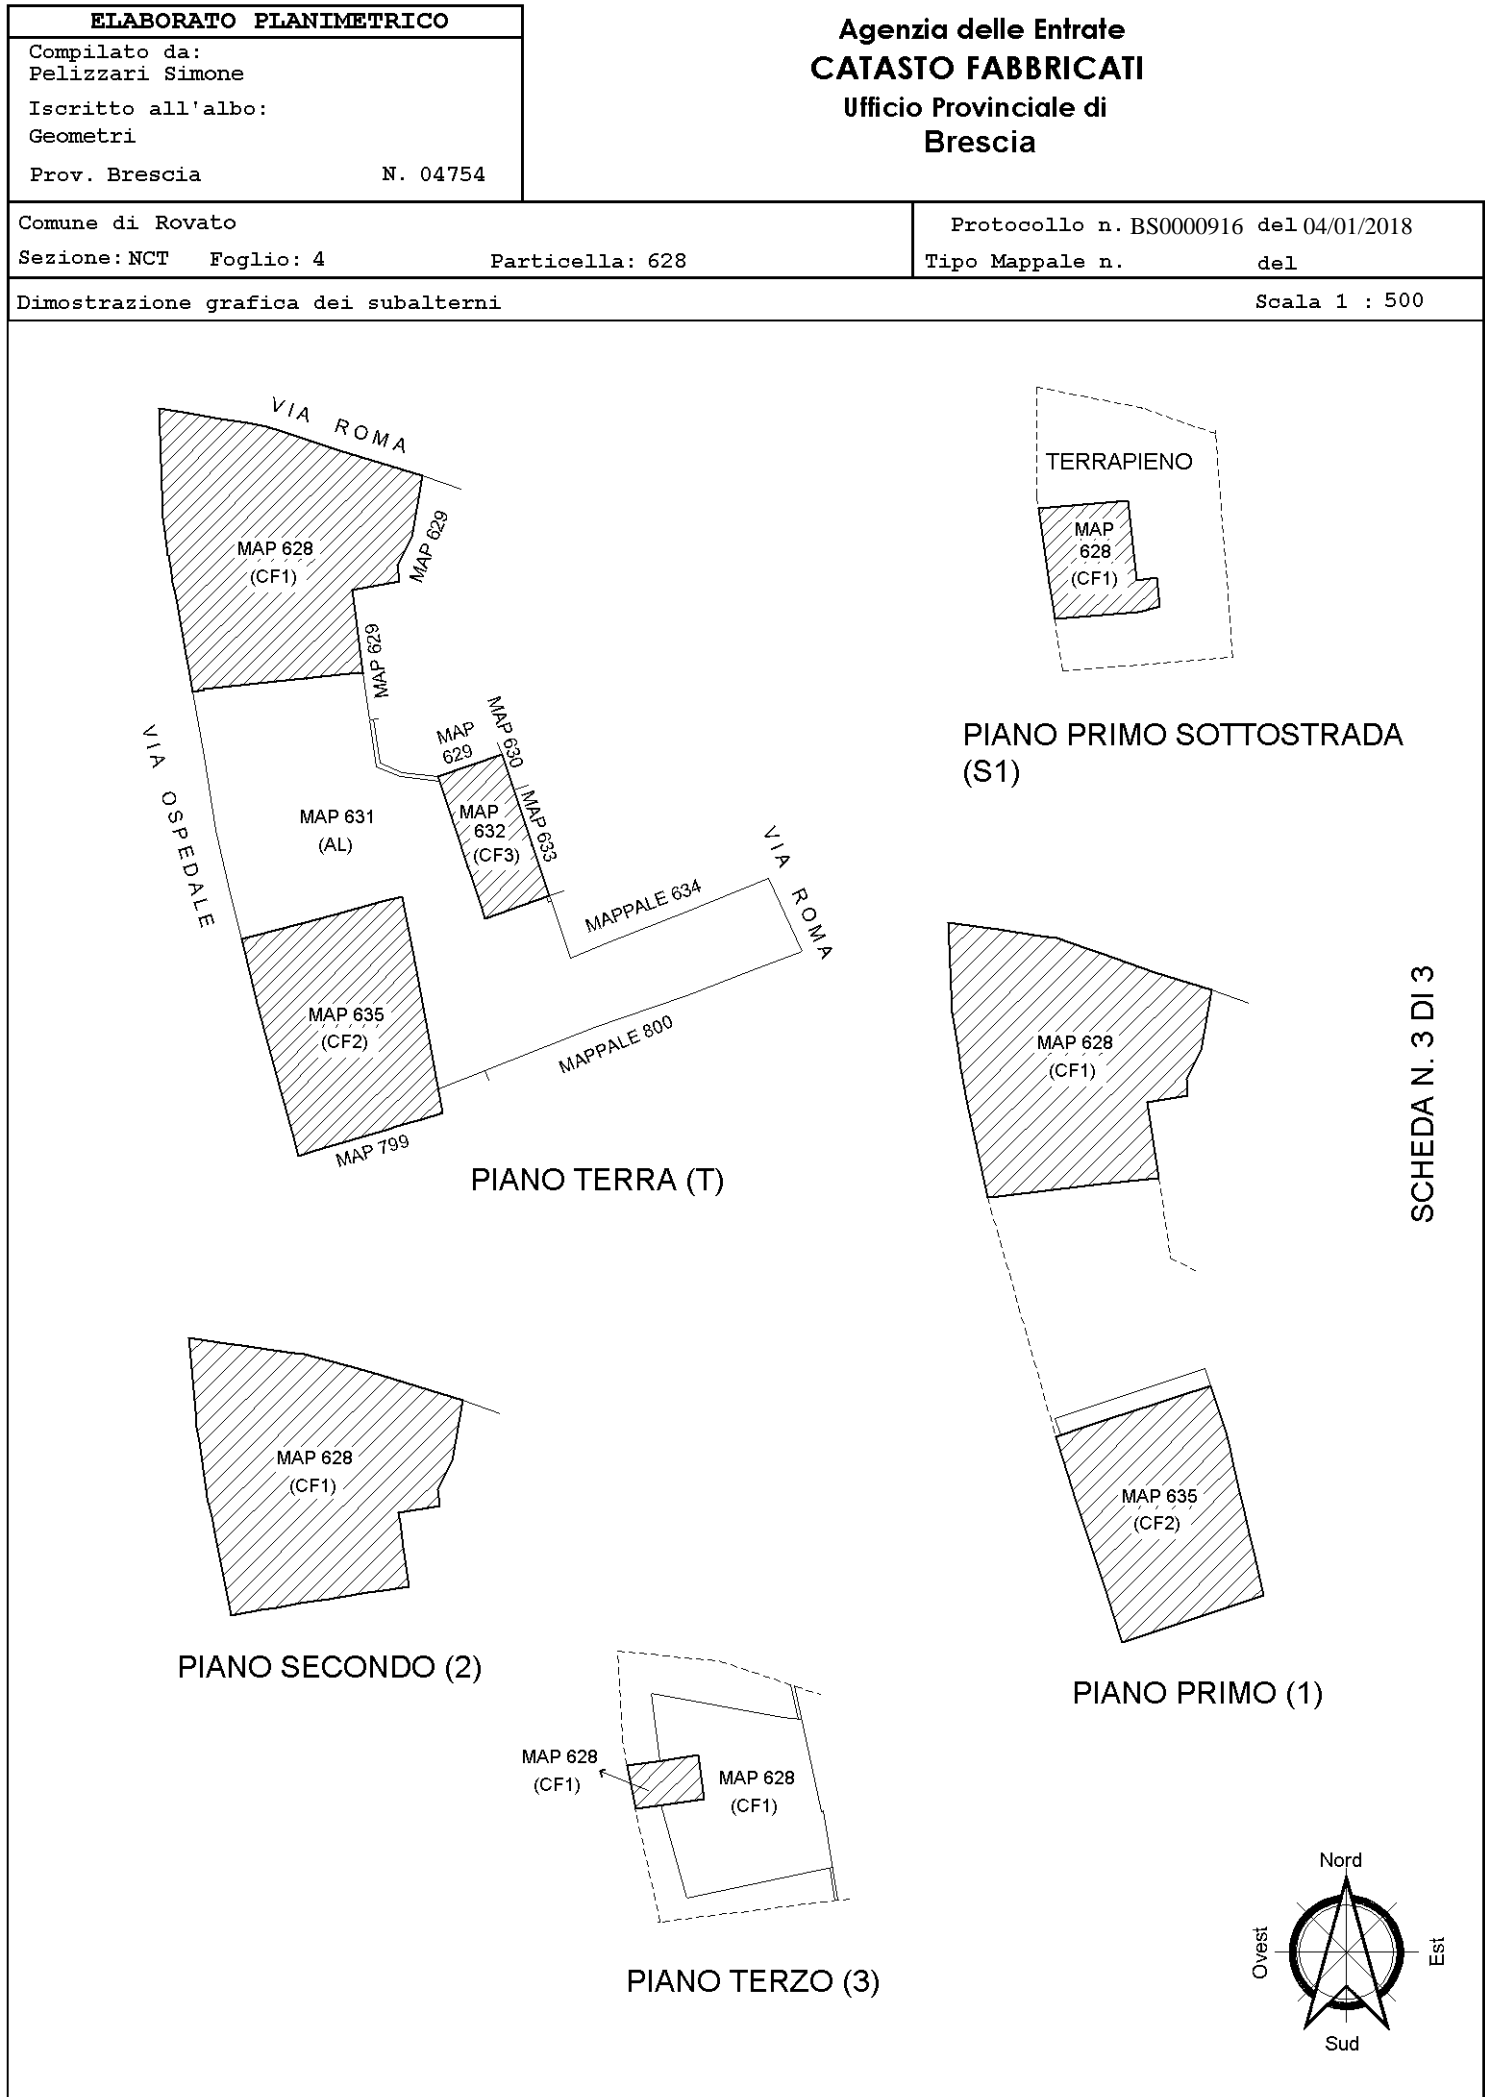 ELABORATO PLANIMETRICO
Compilato da:
Pelizzari Simone
Iscritto all'albo:
Geometri
Prov. Brescia N. 04754
Agenzia delle Entrate
CATASTO FABBRICATI
Ufficio Provinciale di
Brescia
Comune di Rovato
Sezione: NCT Foglio: 4 Particella: 628
Protocollo n. BS0000916 del 04/01/2018
Tipo Mappale n. del
Dimostrazione grafica dei subalterni Scala 1 : 500
VIA ROMA
MAP 628
(CF1)
MAP 629
MAP 629
VIA OSPEDALE
MAP
629
MAP 630
MAP 631
(AL)
MAP
632
(CF3)
MAP 633
MAPPALE 634
VIA ROMA
MAP 635
(CF2)
MAPPALE 800
MAP 799
PIANO TERRA (T)
TERRAPIENO
MAP
628
(CF1)
PIANO PRIMO SOTTOSTRADA
(S1)
MAP 628
(CF1)
MAP 635
(CF2)
PIANO PRIMO (1)
SCHEDA N. 3 DI 3
MAP 628
(CF1)
PIANO SECONDO (2)
MAP 628
(CF1)
MAP 628
(CF1)
PIANO TERZO (3)
Nord
Ovest
Est
Sud